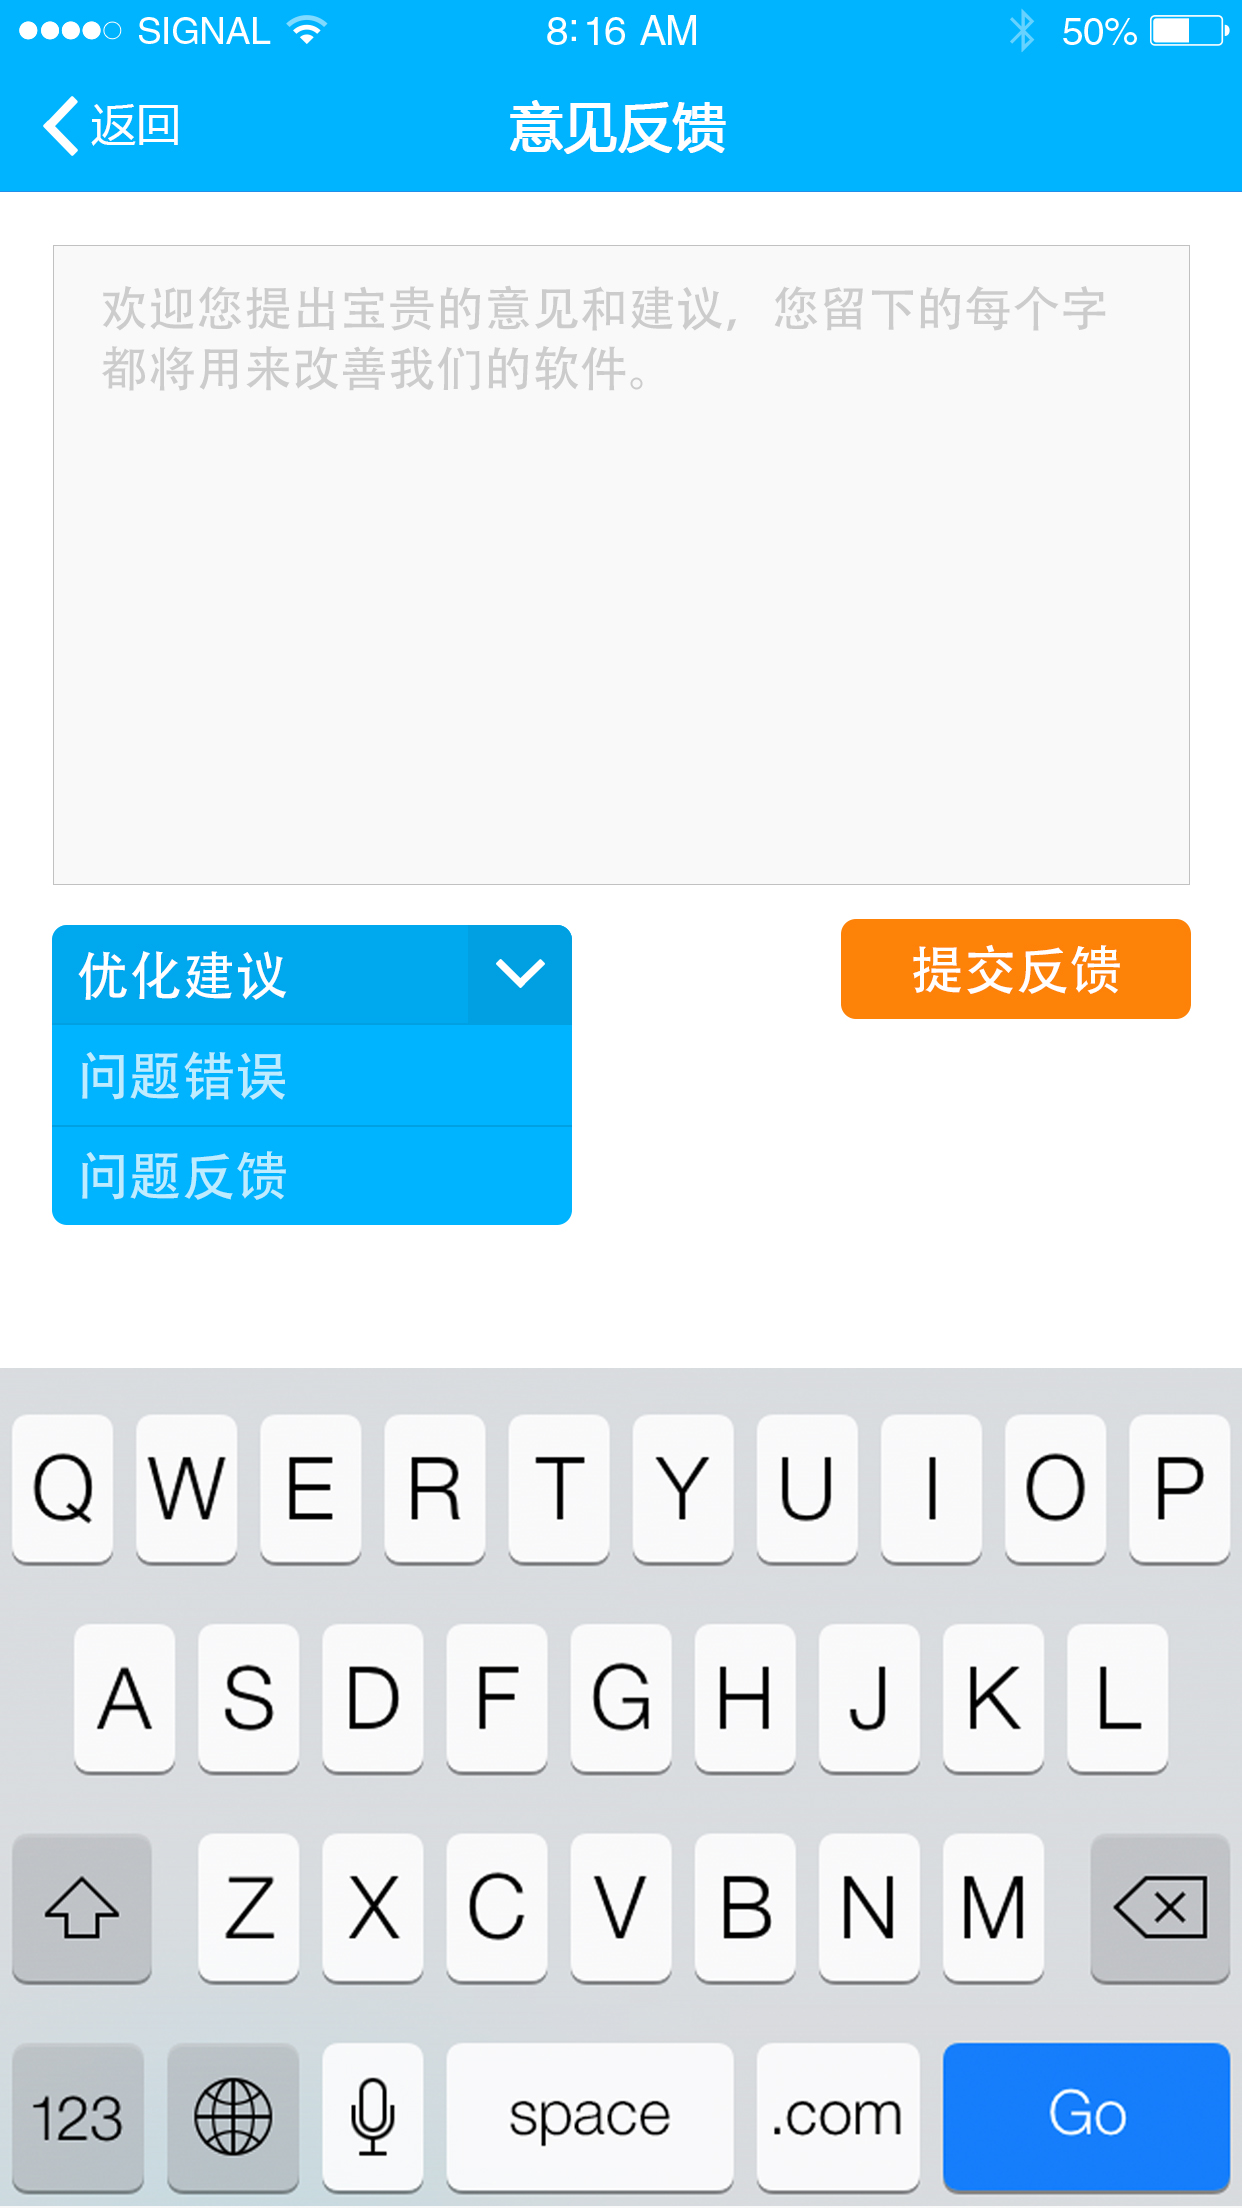 SIGNAL 8:16 AM 50%
返回 意见反馈
欢迎您提出宝贵的意见和建议，您留下的每个字
都将用来改善我们的软件。
优化建议
提交反馈
问题错误
问题反馈
Q W E R T Y U I O P
A S D F G H J K L
Z X C V B N M
123 space .com Go